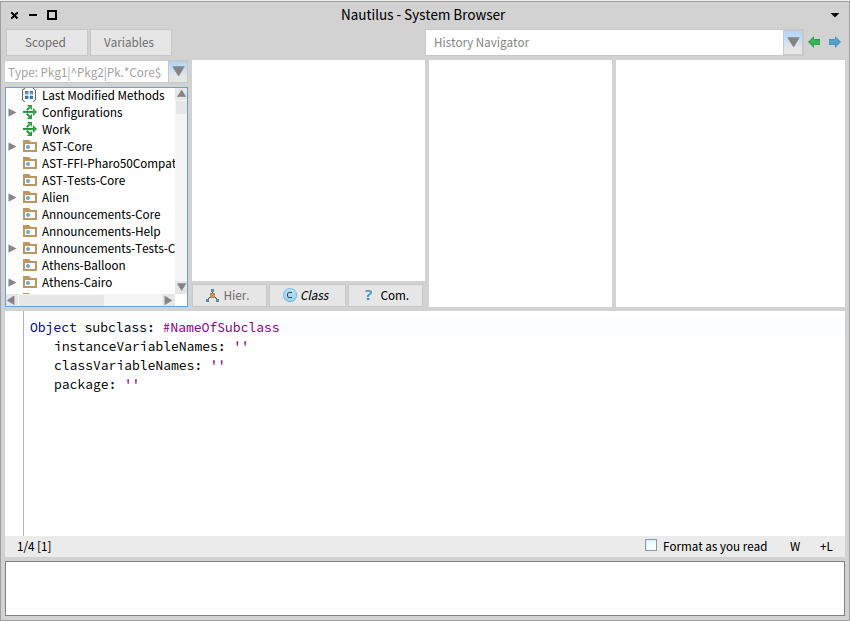 Nautilus - System Browser
Scoped
Variables
History Navigator
Type: Pkg1|^Pkg2|Pk.*Core$
Last Modified Methods
Configurations
Work
AST-Core
AST-FFI-Pharo50Compat
AST-Tests-Core
Alien
Announcements-Core
Announcements-Help
Announcements-Tests-C
Athens-Balloon
Athens-Cairo
Hier.
C Class
? Com.
Object subclass: #NameOfSubclass
instanceVariableNames: ''
classVariableNames: ''
package: ''
1/4 [1]
Format as you read
W
+L